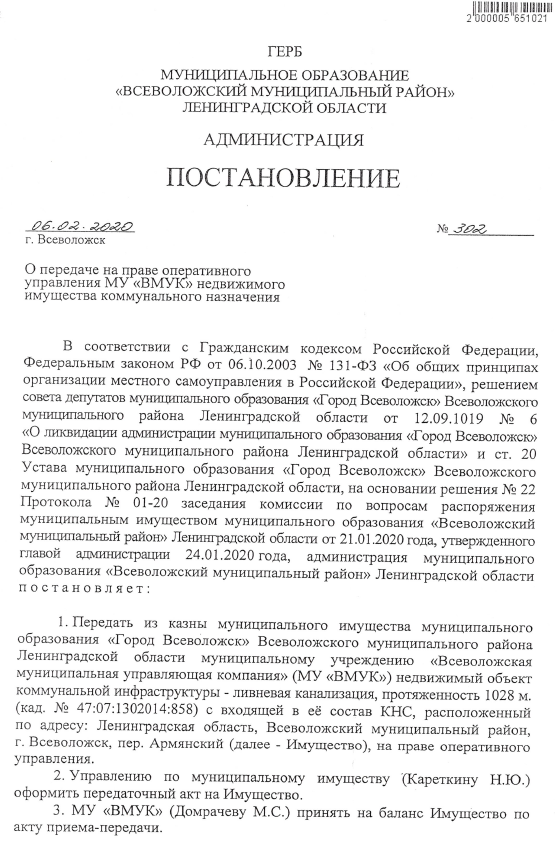 2 000005 651021
ГЕРБ
МУНИЦИПАЛЬНОЕ ОБРАЗОВАНИЕ
«ВСЕВОЛОЖСКИЙ МУНИЦИПАЛЬНЫЙ РАЙОН»
ЛЕНИНГРАДСКОЙ ОБЛАСТИ
АДМИНИСТРАЦИЯ
ПОСТАНОВЛЕНИЕ
06.02.2020 № 302
г. Всеволожск
О передаче на праве оперативного
управления МУ «ВМУК» недвижимого
имущества коммунального назначения
В соответствии с Гражданским кодексом Российской Федерации,
Федеральным законом РФ от 06.10.2003 № 131-ФЗ «Об общих принципах
организации местного самоуправления в Российской Федерации», решением
совета депутатов муниципального образования «Город Всеволожск» Всеволожского
муниципального района Ленинградской области от 12.09.1019 № 6
«О ликвидации администрации муниципального образования «Город Всеволожск»
Всеволожского муниципального района Ленинградской области» и ст. 20
Устава муниципального образования «Город Всеволожск» Всеволожского
муниципального района Ленинградской области, на основании решения № 22
Протокола № 01-20 заседания комиссии по вопросам распоряжения
муниципальным имуществом муниципального образования «Всеволожский
муниципальный район» Ленинградской области от 21.01.2020 года, утвержденного
главой администрации 24.01.2020 года, администрация муниципального
образования «Всеволожский муниципальный район» Ленинградской области
п о с т а н о в л я е т :
1. Передать из казны муниципального имущества муниципального
образования «Город Всеволожск» Всеволожского муниципального района
Ленинградской области муниципальному учреждению «Всеволожская
муниципальная управляющая компания» (МУ «ВМУК») недвижимый объект
коммунальной инфраструктуры - ливневая канализация, протяженность 1028 м.
(кад. № 47:07:1302014:858) с входящей в её состав КНС, расположенный
по адресу: Ленинградская область, Всеволожский муниципальный район,
г. Всеволожск, пер. Армянский (далее - Имущество), на праве оперативного
управления.
2. Управлению по муниципальному имуществу (Кареткину Н.Ю.)
оформить передаточный акт на Имущество.
3. МУ «ВМУК» (Домрачеву М.С.) принять на баланс Имущество по
акту приема-передачи.